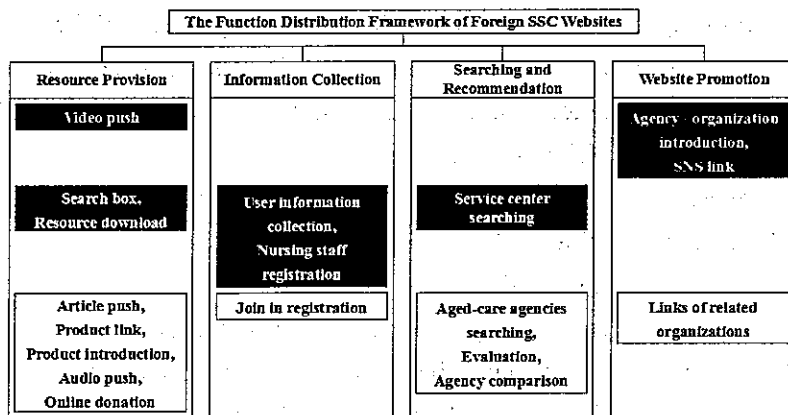 The Function Distribution Framework of Foreign SSC Websites
Resource Provision
Video push
Search box,
Resource download
Article push,
Product link,
Product introduction,
Audio push,
Online donation
Information Collection
User information
collection,
Nursing staff
registration
Join in registration
Searching and
Recommendation
Service center
searching
Aged-care agencies
searching,
Evaluation,
Agency comparison
Website Promotion
Agency - organization
introduction,
SNS link
Links of related
organizations